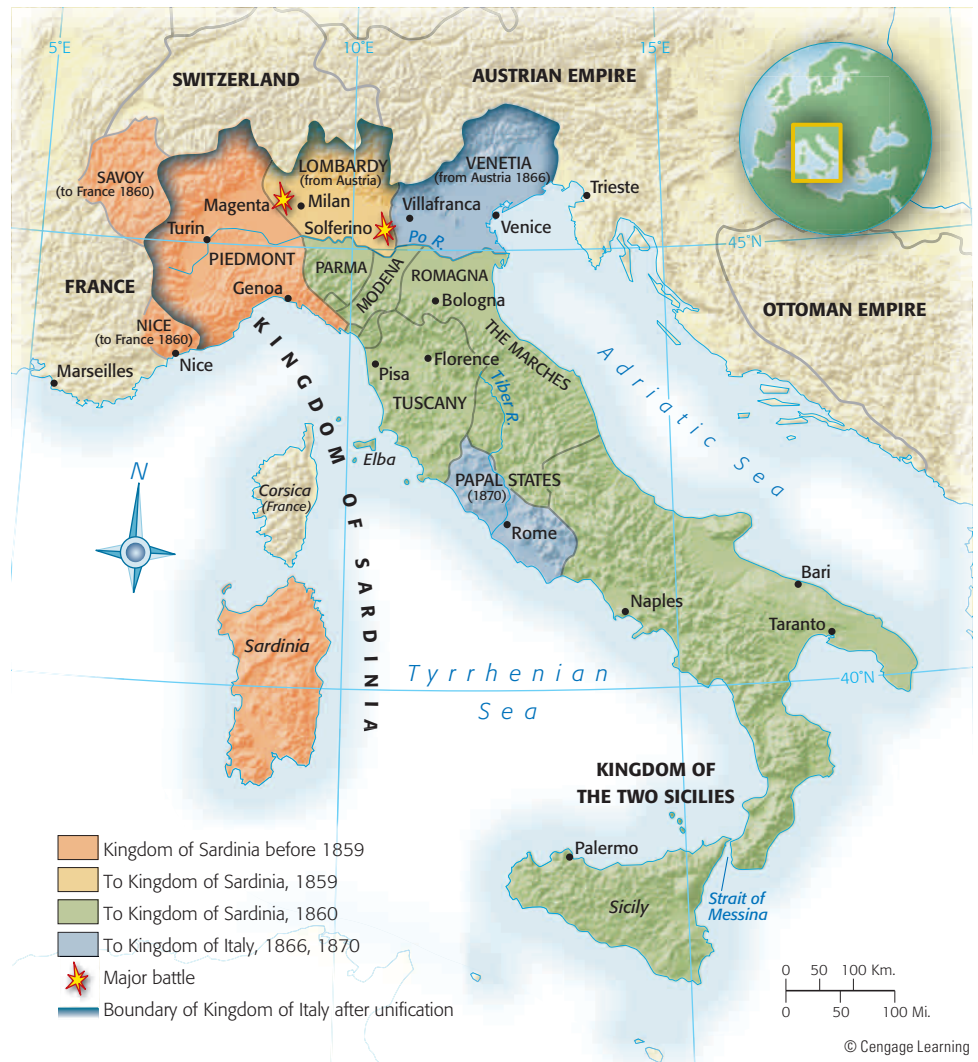 5°E
10°E
15°E
SWITZERLAND
AUSTRIAN EMPIRE
SAVOY
(to France 1860)
LOMBARDY
(from Austria)
VENETIA
(from Austria 1866)
Trieste
Magenta
Milan
Villafranca
Turin
Solferino
Venice
Po R.
45°N
PIEDMONT
PARMA
MODENA
ROMAGNA
FRANCE
Genoa
Bologna
OTTOMAN EMPIRE
NICE
(to France 1860)
Nice
Marseilles
THE MARCHES
Florence
Pisa
TUSCANY
Tiber R.
Adriatic Sea
KINGDOM OF SARDINIA
N
Elba
Corsica
(France)
PAPAL STATES
(1870)
Rome
Bari
Naples
Taranto
Sardinia
Tyrrhenian
Sea
40°N
KINGDOM OF
THE TWO SICILIES
Palermo
Sicily
Strait of
Messina
Kingdom of Sardinia before 1859
To Kingdom of Sardinia, 1859
To Kingdom of Sardinia, 1860
To Kingdom of Italy, 1866, 1870
Major battle
Boundary of Kingdom of Italy after unification
0 50 100 Km.
0 50 100 Mi.
© Cengage Learning